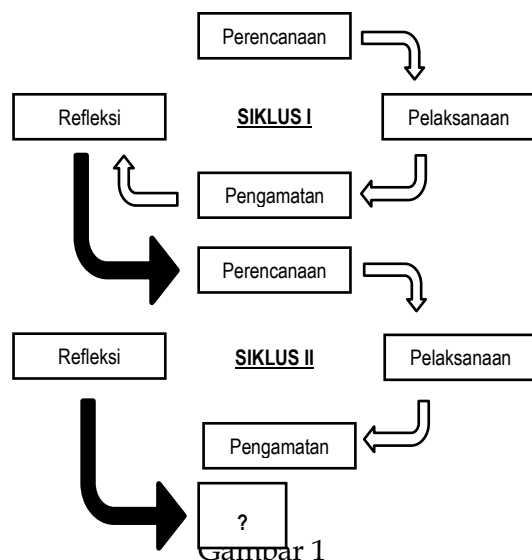 Perencanaan
Refleksi
SIKLUS I
Pelaksanaan
Pengamatan
Perencanaan
Refleksi
SIKLUS II
Pelaksanaan
Pengamatan
?
Gambar 1